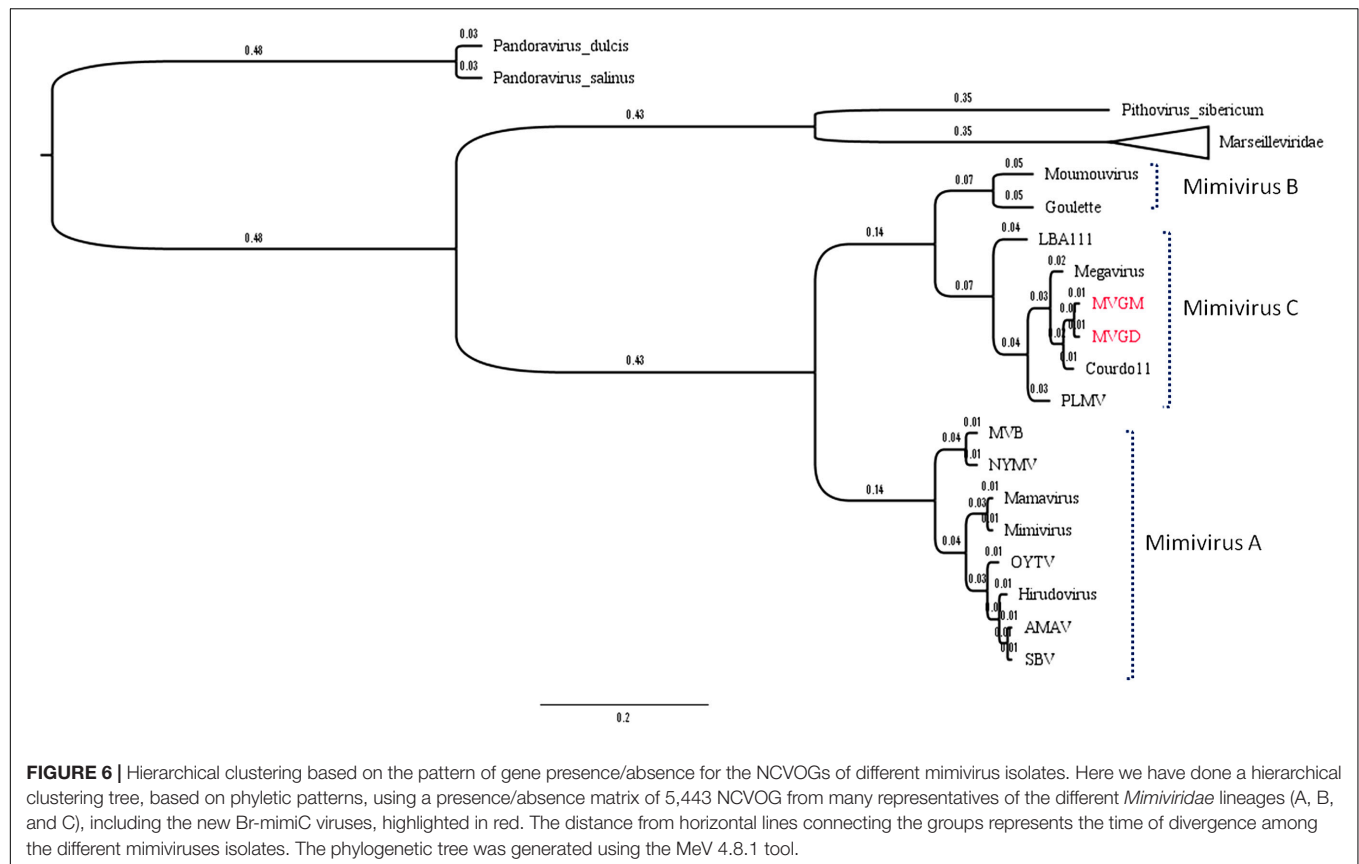 0.03
Pandoravirus_dulcis
0.48
0.03
Pandoravirus_salinus
0.35
Pithovirus_sibericum
0.43
0.35
Marseilleviridae
0.05
Moumouvirus
0.07
Mimivirus B
0.05
Goulette
0.48
0.14
0.04
LBA111
0.02
Megavirus
0.07
0.03
0.01
MVGM
Mimivirus C
0.01
MVGD
0.04
0.01
Courdo11
0.43
0.03
PLMV
0.01
MVB
0.04
0.01
NYMV
0.14
0.01
Mamavirus
0.03
0.01
Mimivirus
Mimivirus A
0.04
0.01
OYTV
0.03
0.01
Hirudovirus
0.01
AMAV
0.01
SBV
0.2
FIGURE 6 | Hierarchical clustering based on the pattern of gene presence/absence for the NCVOGs of different mimivirus isolates. Here we have done a hierarchical
clustering tree, based on phyletic patterns, using a presence/absence matrix of 5,443 NCVOG from many representatives of the different Mimiviridae lineages (A, B,
and C), including the new Br-mimiC viruses, highlighted in red. The distance from horizontal lines connecting the groups represents the time of divergence among
the different mimiviruses isolates. The phylogenetic tree was generated using the MeV 4.8.1 tool.